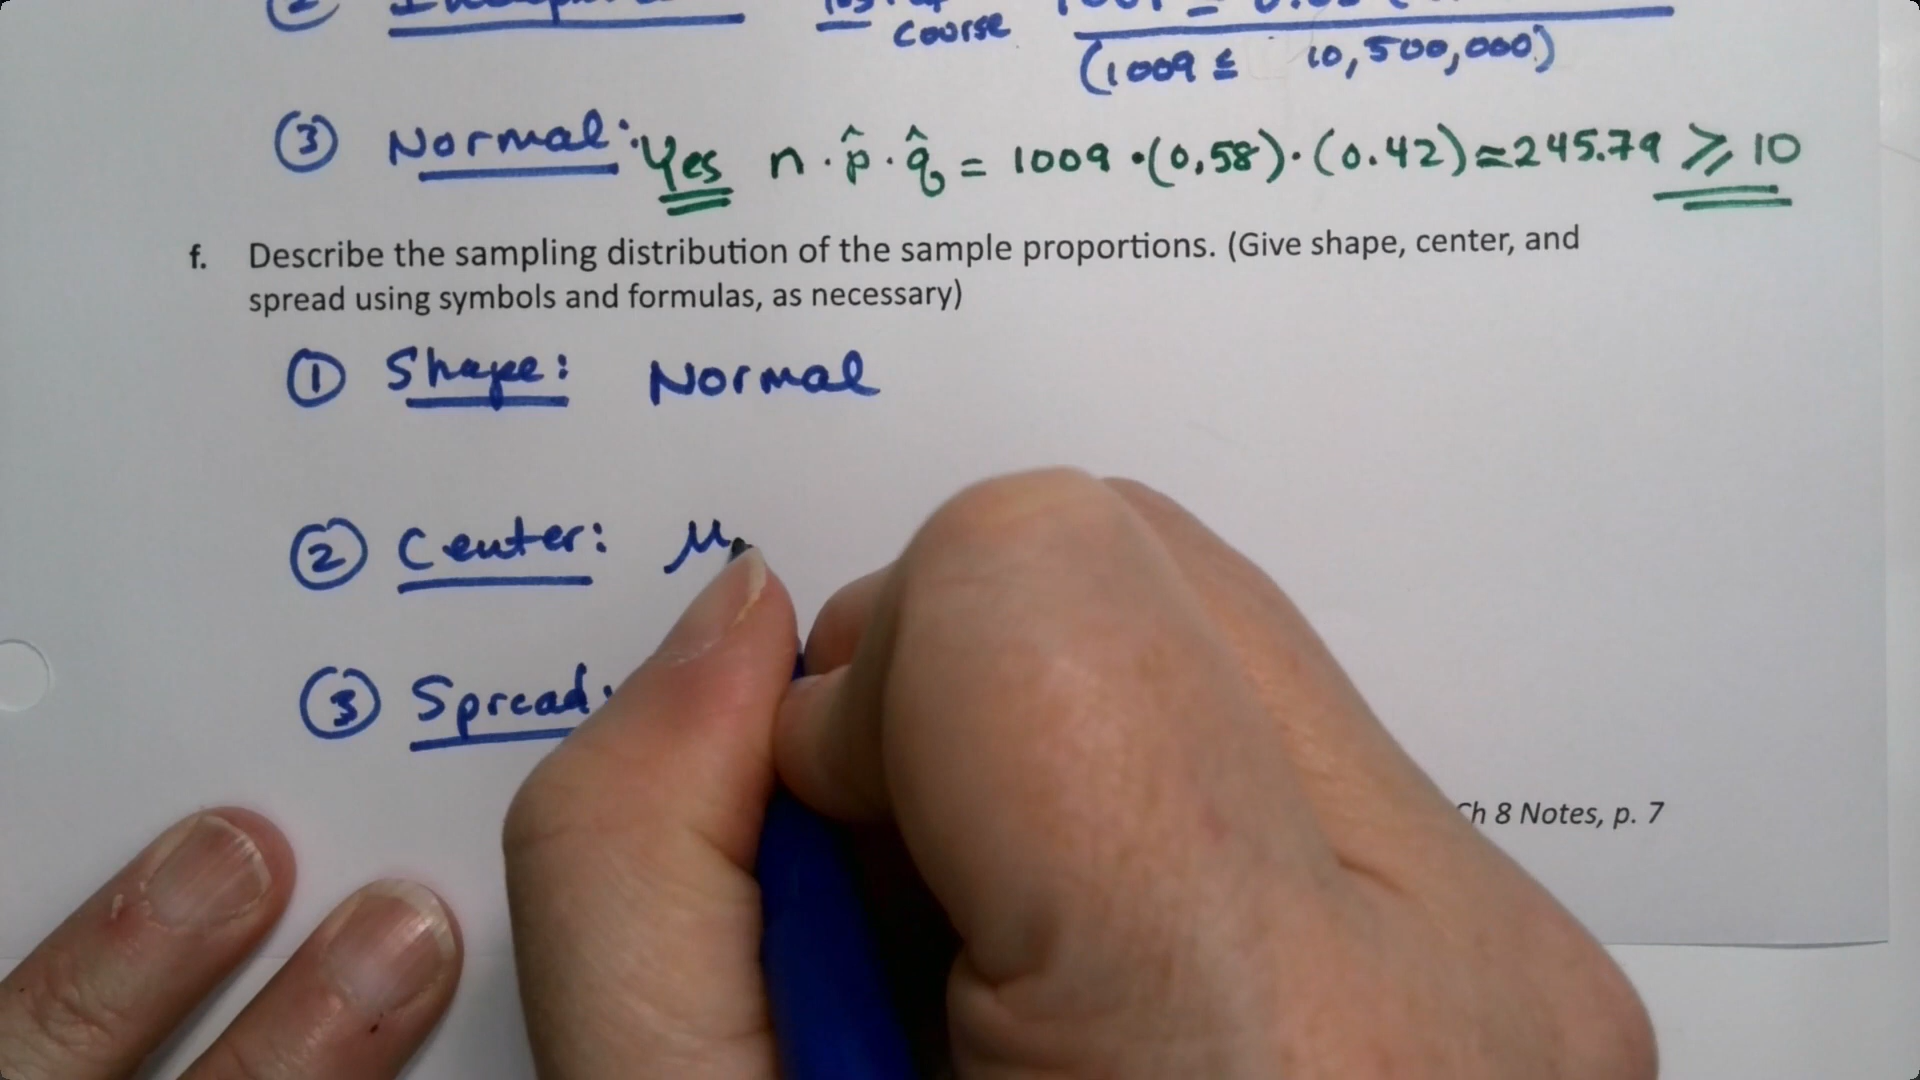 ②
course
(1009 ≤ 10,500,000)
③ Normal: Yes n · p̂ · q̂ = 1009 · (0.58) · (0.42) ≈ 245.79 ≥ 10
f. Describe the sampling distribution of the sample proportions. (Give shape, center, and
spread using symbols and formulas, as necessary)
① Shape: Normal
② Center: μ
③ Spread:
Ch 8 Notes, p. 7